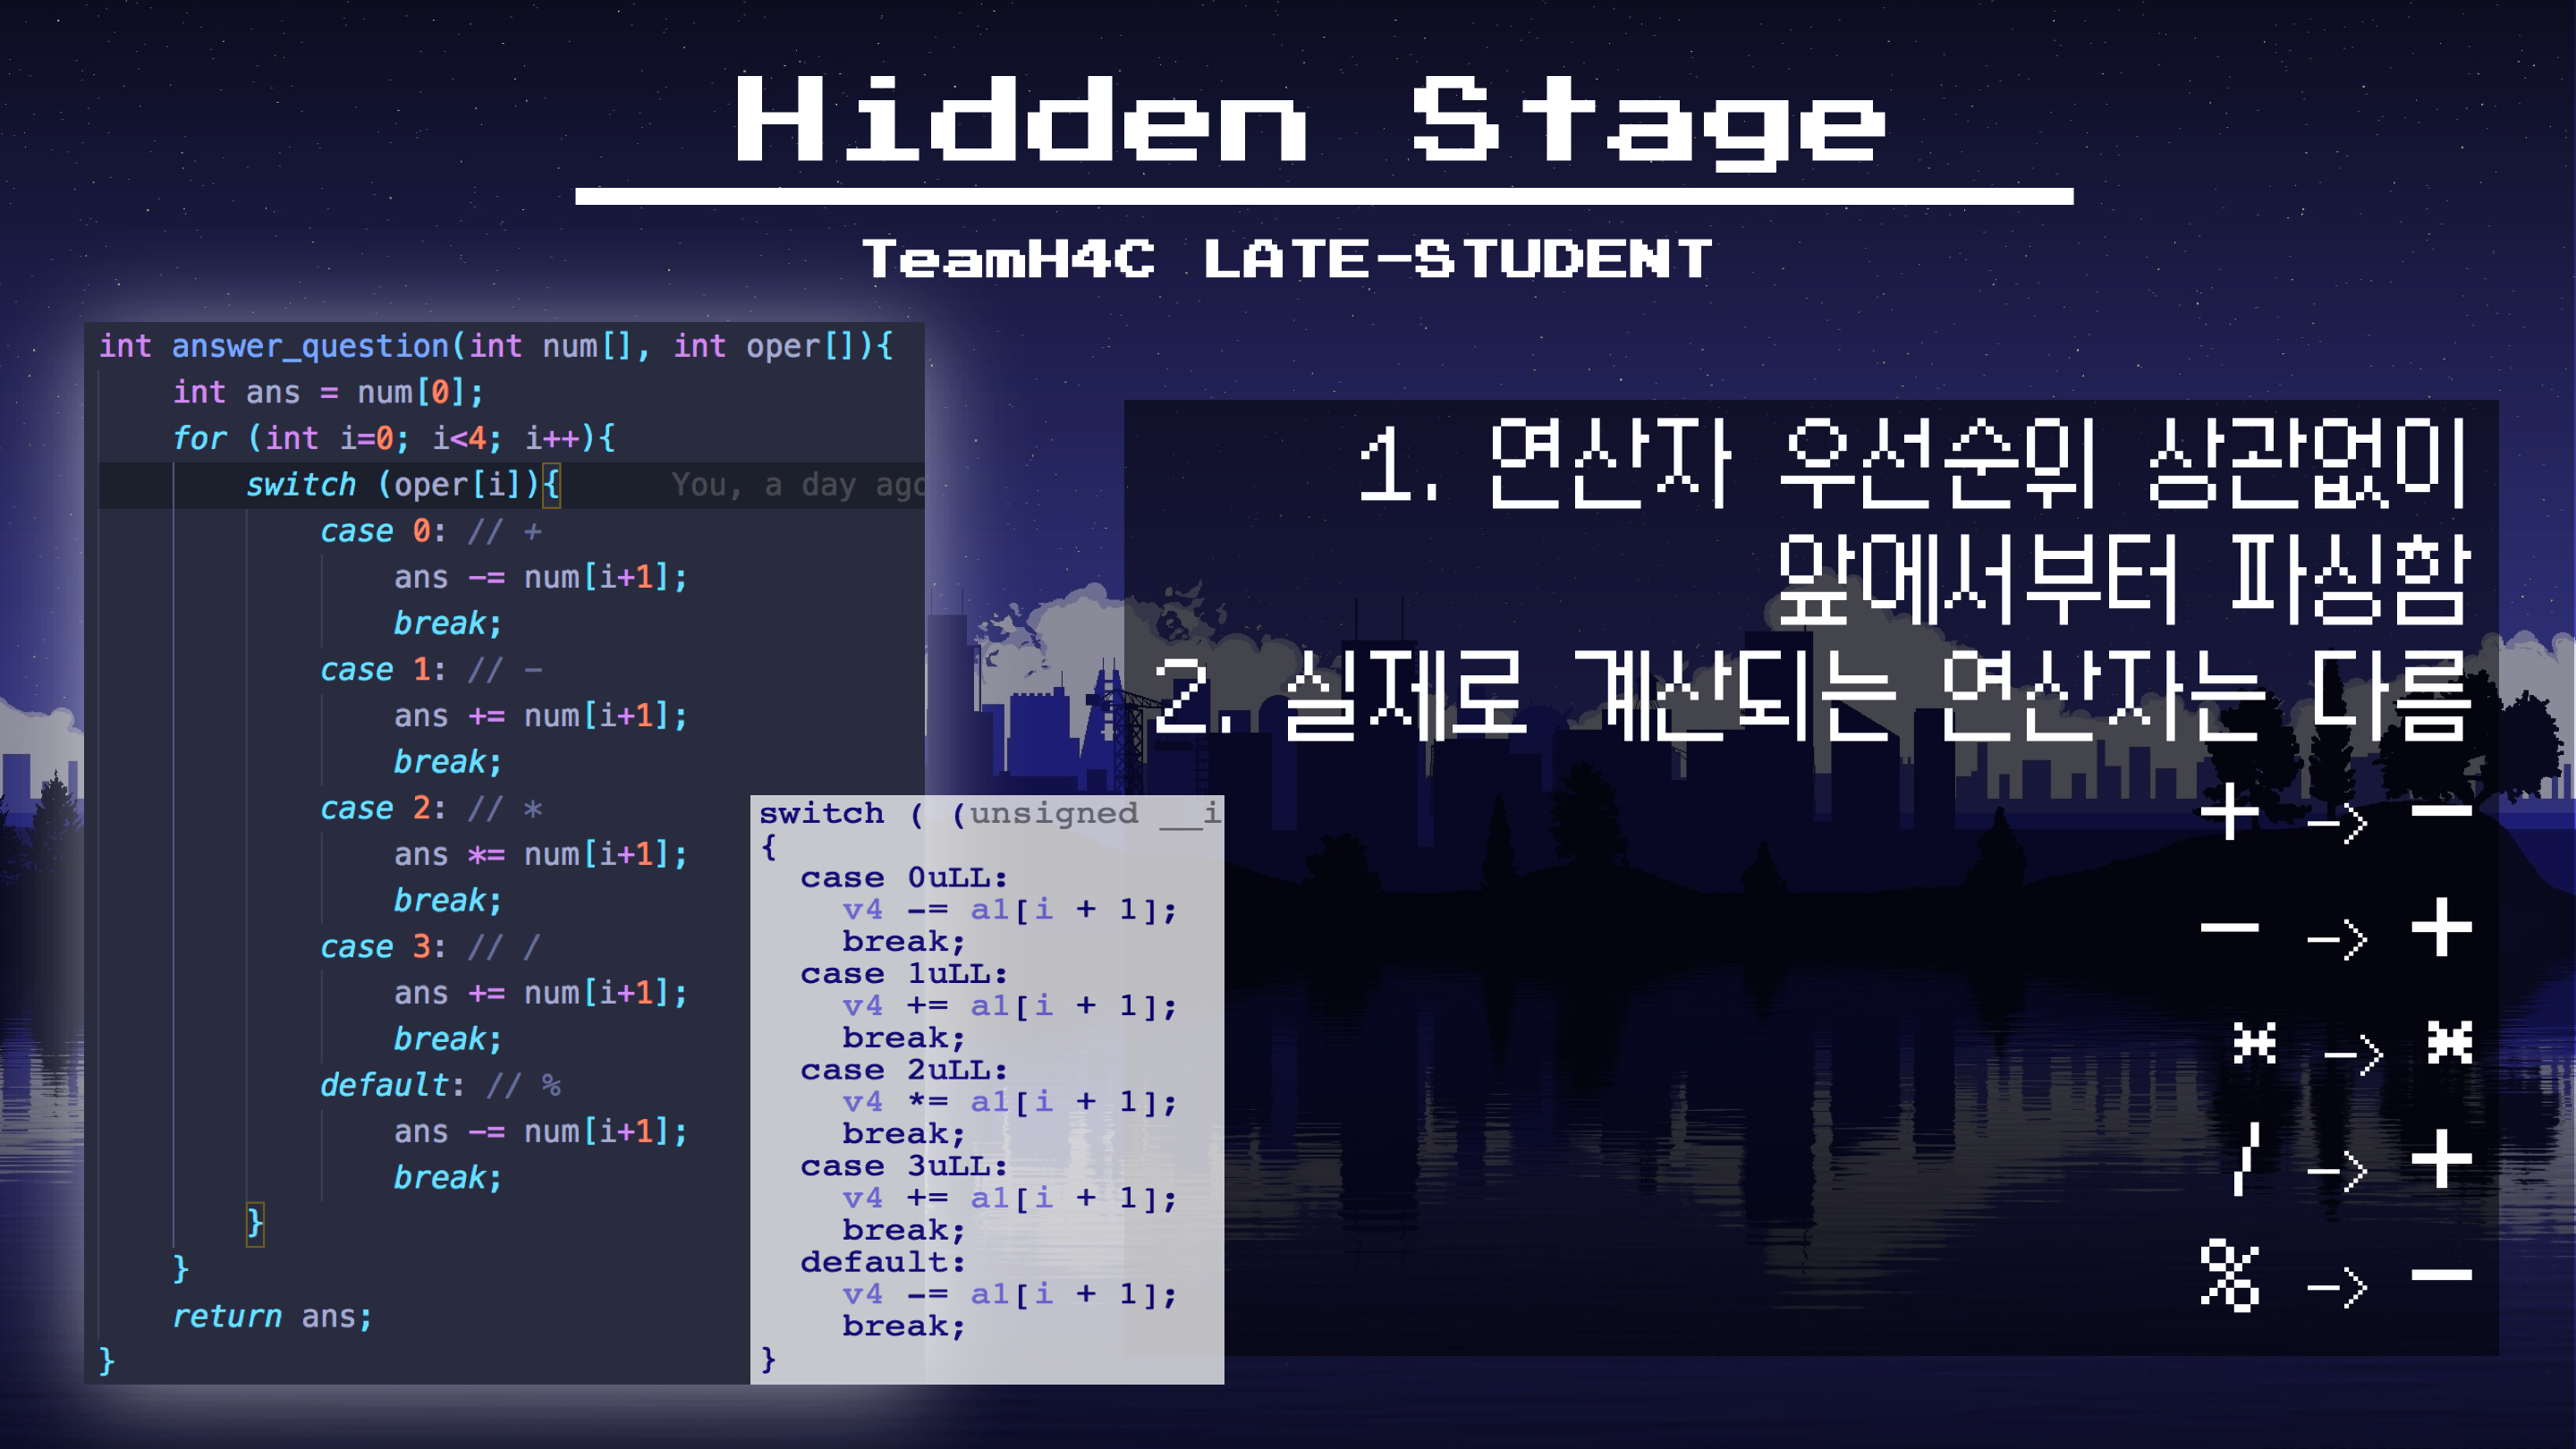 Hidden Stage
TeamH4C LATE-STUDENT
int answer_question(int num[], int oper[]){
int ans = num[0];
for (int i=0; i<4; i++){
switch (oper[i]){ You, a day ago
case 0: // +
ans -= num[i+1];
break;
case 1: // -
ans += num[i+1];
break;
case 2: // *
ans *= num[i+1];
break;
case 3: // /
ans += num[i+1];
break;
default: // %
ans -= num[i+1];
break;
}
}
return ans;
}
switch ( (unsigned __i
{
case 0uLL:
v4 -= a1[i + 1];
break;
case 1uLL:
v4 += a1[i + 1];
break;
case 2uLL:
v4 *= a1[i + 1];
break;
case 3uLL:
v4 += a1[i + 1];
break;
default:
v4 -= a1[i + 1];
break;
}
1. 연산자 우선순위 상관없이
앞에서부터 파싱함
2. 실제로 계산되는 연산자는 다름
+ -> -
- -> +
* -> *
/ -> +
% -> -